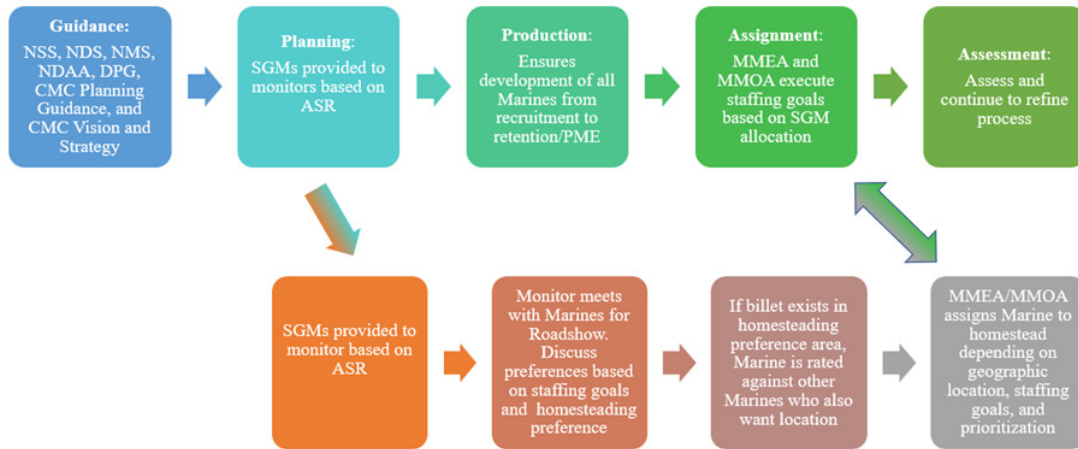 Guidance:
NSS, NDS, NMS,
NDAA, DPG,
CMC Planning
Guidance, and
CMC Vision and
Strategy
Planning:
SGMs provided to
monitors based on
ASR
Production:
Ensures
development of all
Marines from
recruitment to
retention/PME
Assignment:
MMEA and
MMOA execute
staffing goals
based on SGM
allocation
Assessment:
Assess and
continue to refine
process
SGMs provided to
monitor based on
ASR
Monitor meets
with Marines for
Roadshow.
Discuss
preferences based
on staffing goals
and homesteading
preference
If billet exists in
homesteading
preference area,
Marine is rated
against other
Marines who also
want location
MMEA/MMOA
assigns Marine to
homestead
depending on
geographic
location, staffing
goals, and
prioritization